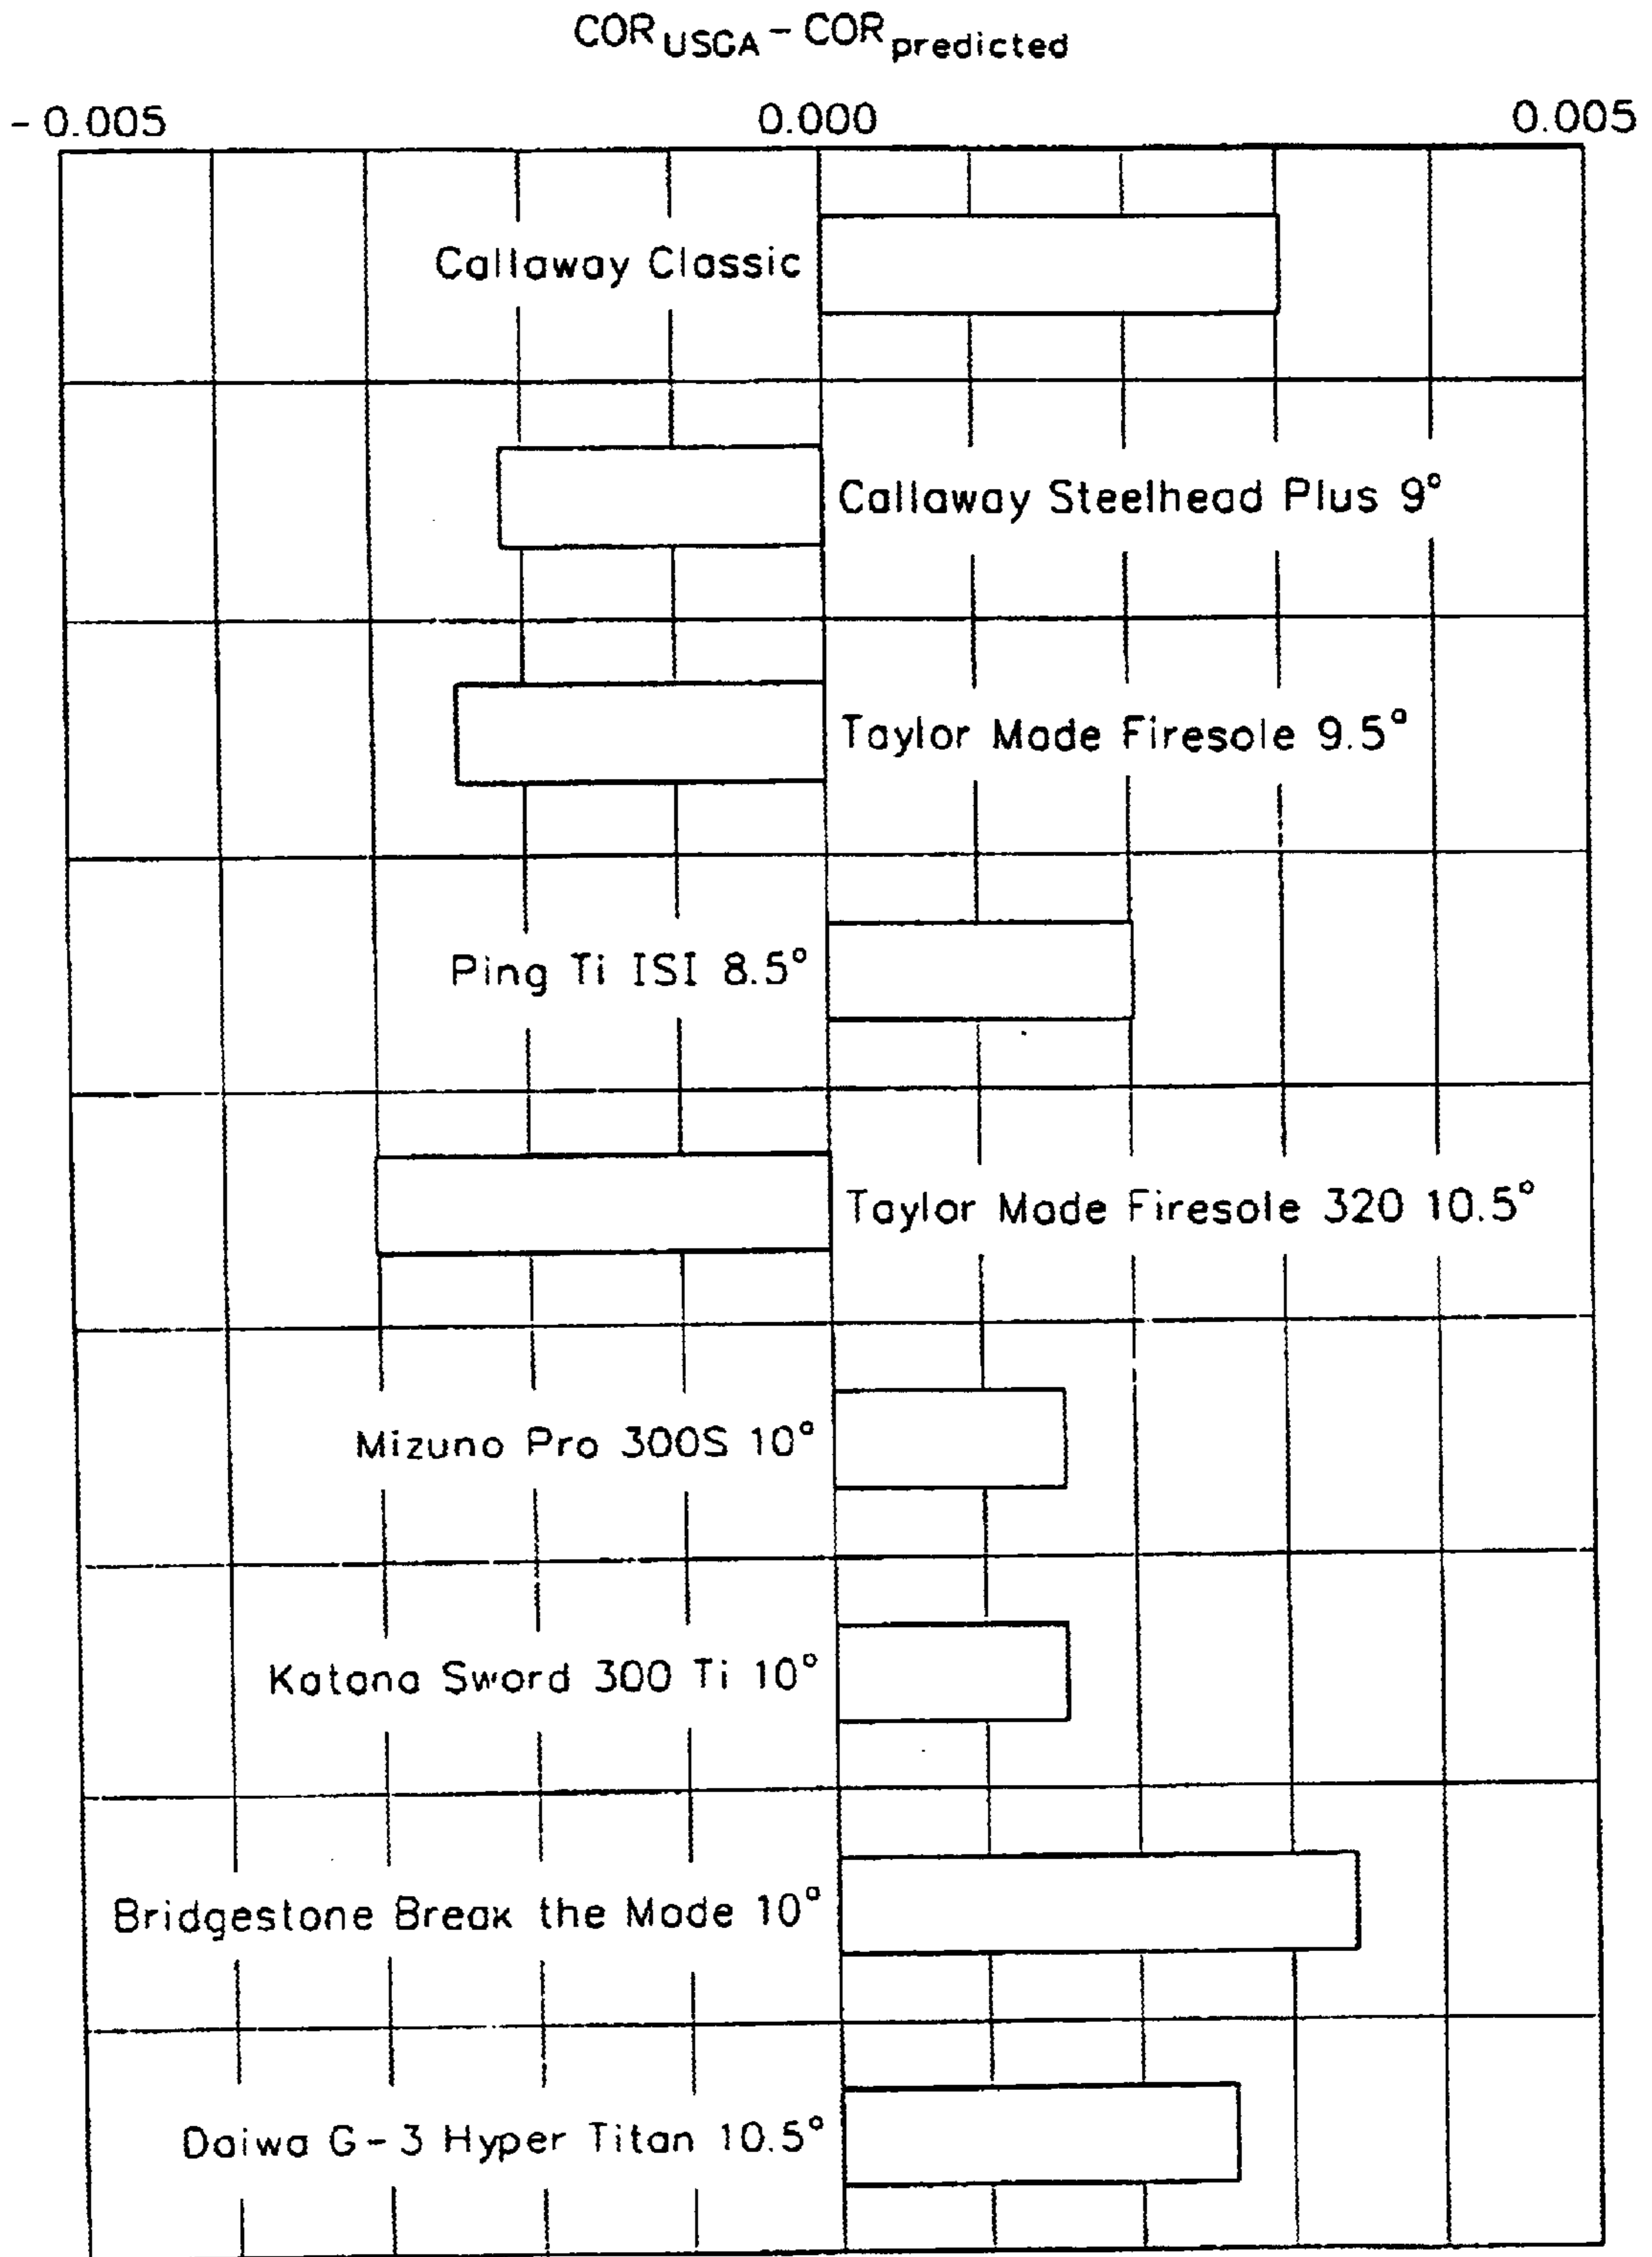 COR USGA - COR predicted
-0.005 0.000 0.005
Callaway Classic
Callaway Steelhead Plus 9°
Taylor Made Firesole 9.5°
Ping Ti ISI 8.5°
Taylor Made Firesole 320 10.5°
Mizuno Pro 300S 10°
Katana Sword 300 Ti 10°
Bridgestone Break the Mode 10°
Daiwa G-3 Hyper Titan 10.5°